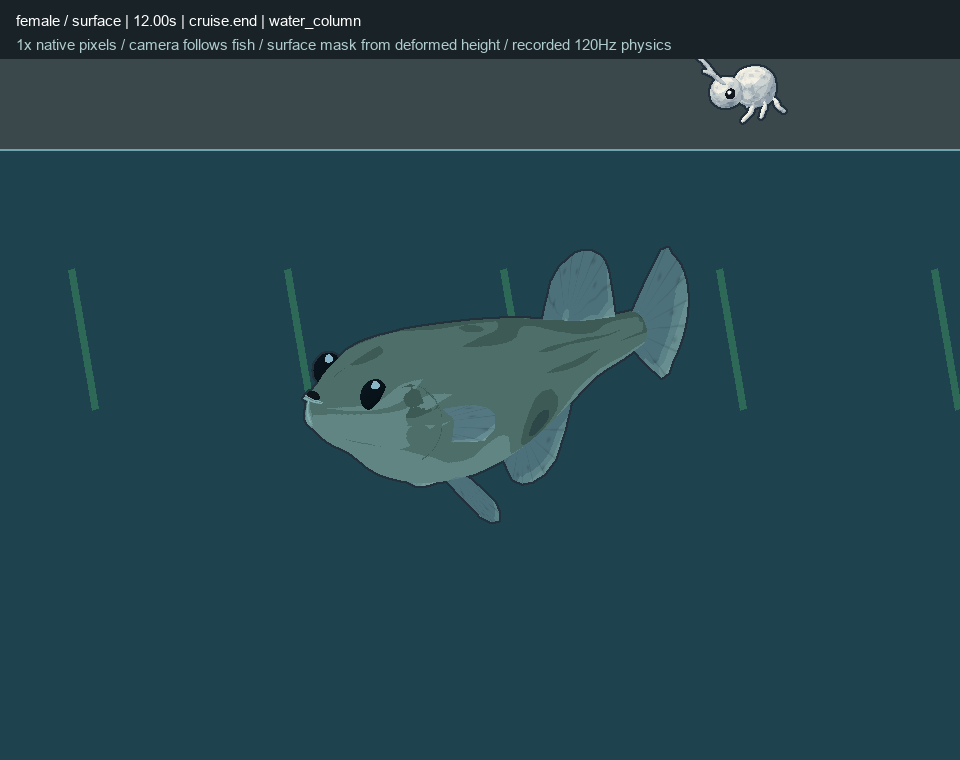 female / surface | 12.00s | cruise.end | water_column
1x native pixels / camera follows fish / surface mask from deformed height / recorded 120Hz physics